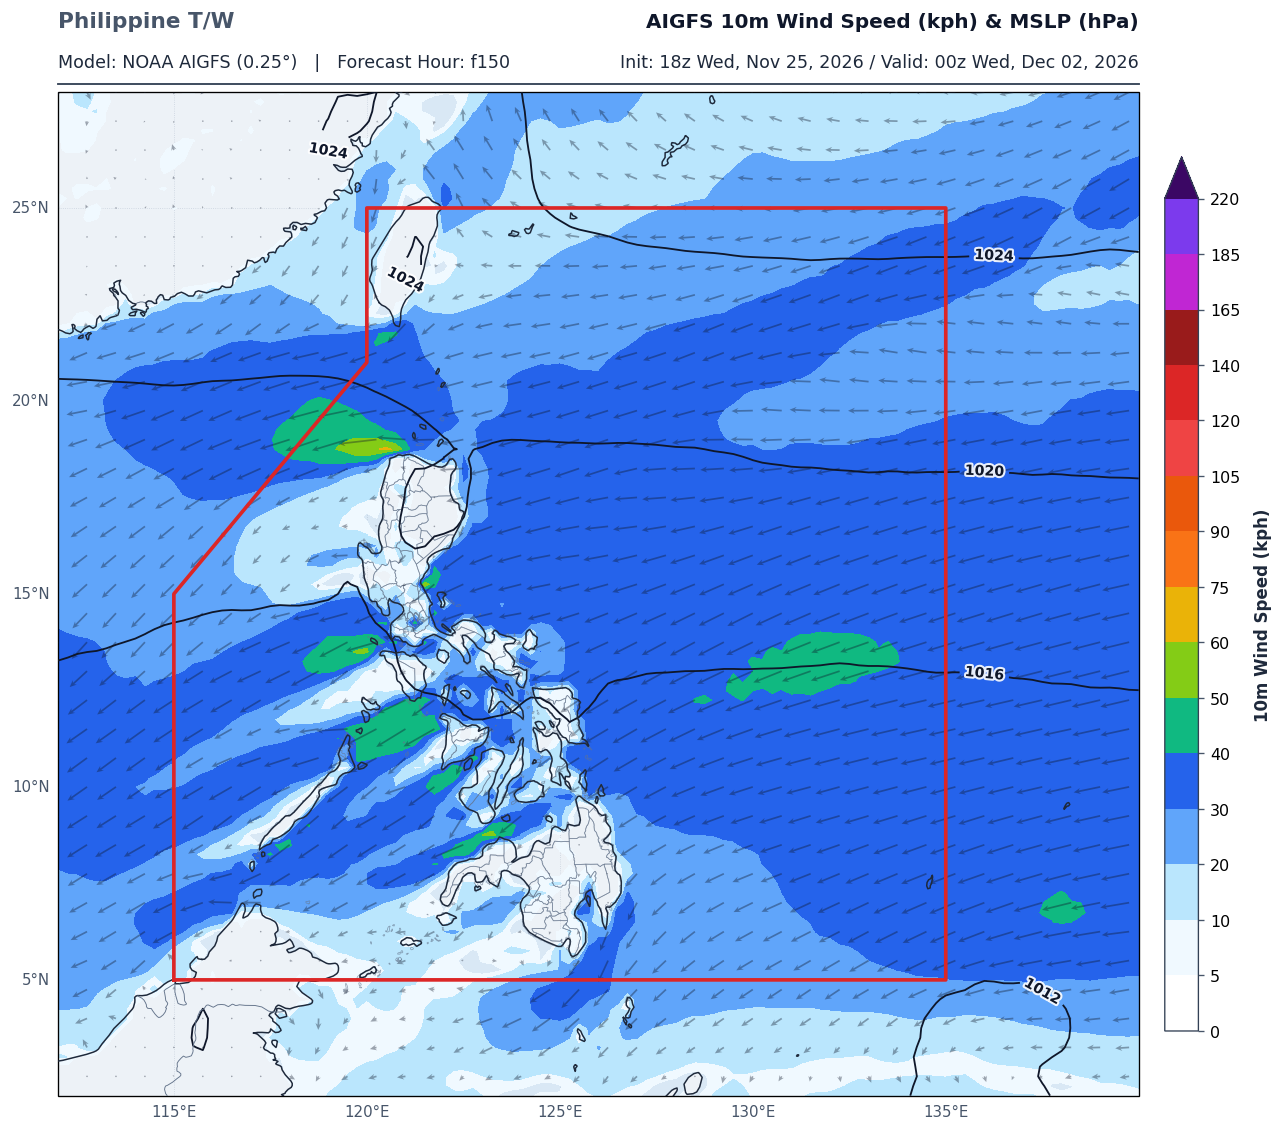 Philippine T/W
AIGFS 10m Wind Speed (kph) & MSLP (hPa)
Model: NOAA AIGFS (0.25°) | Forecast Hour: f150
Init: 18z Wed, Nov 25, 2026 / Valid: 00z Wed, Dec 02, 2026
1024
1024
1024
1020
1016
1012
25°N
20°N
15°N
10°N
5°N
115°E
120°E
125°E
130°E
135°E
220
185
165
140
120
105
90
75
60
50
40
30
20
10
5
0
10m Wind Speed (kph)